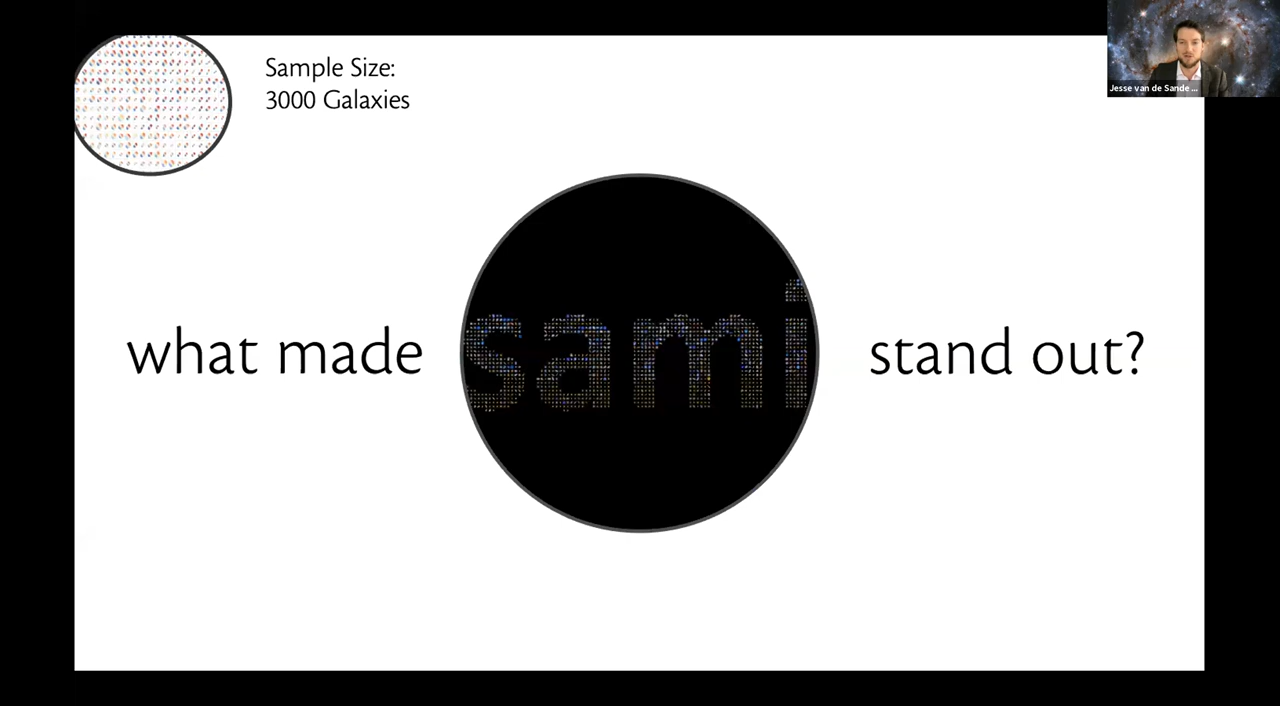 Sample Size:
3000 Galaxies
Jesse van de Sande ...
what made sami stand out?